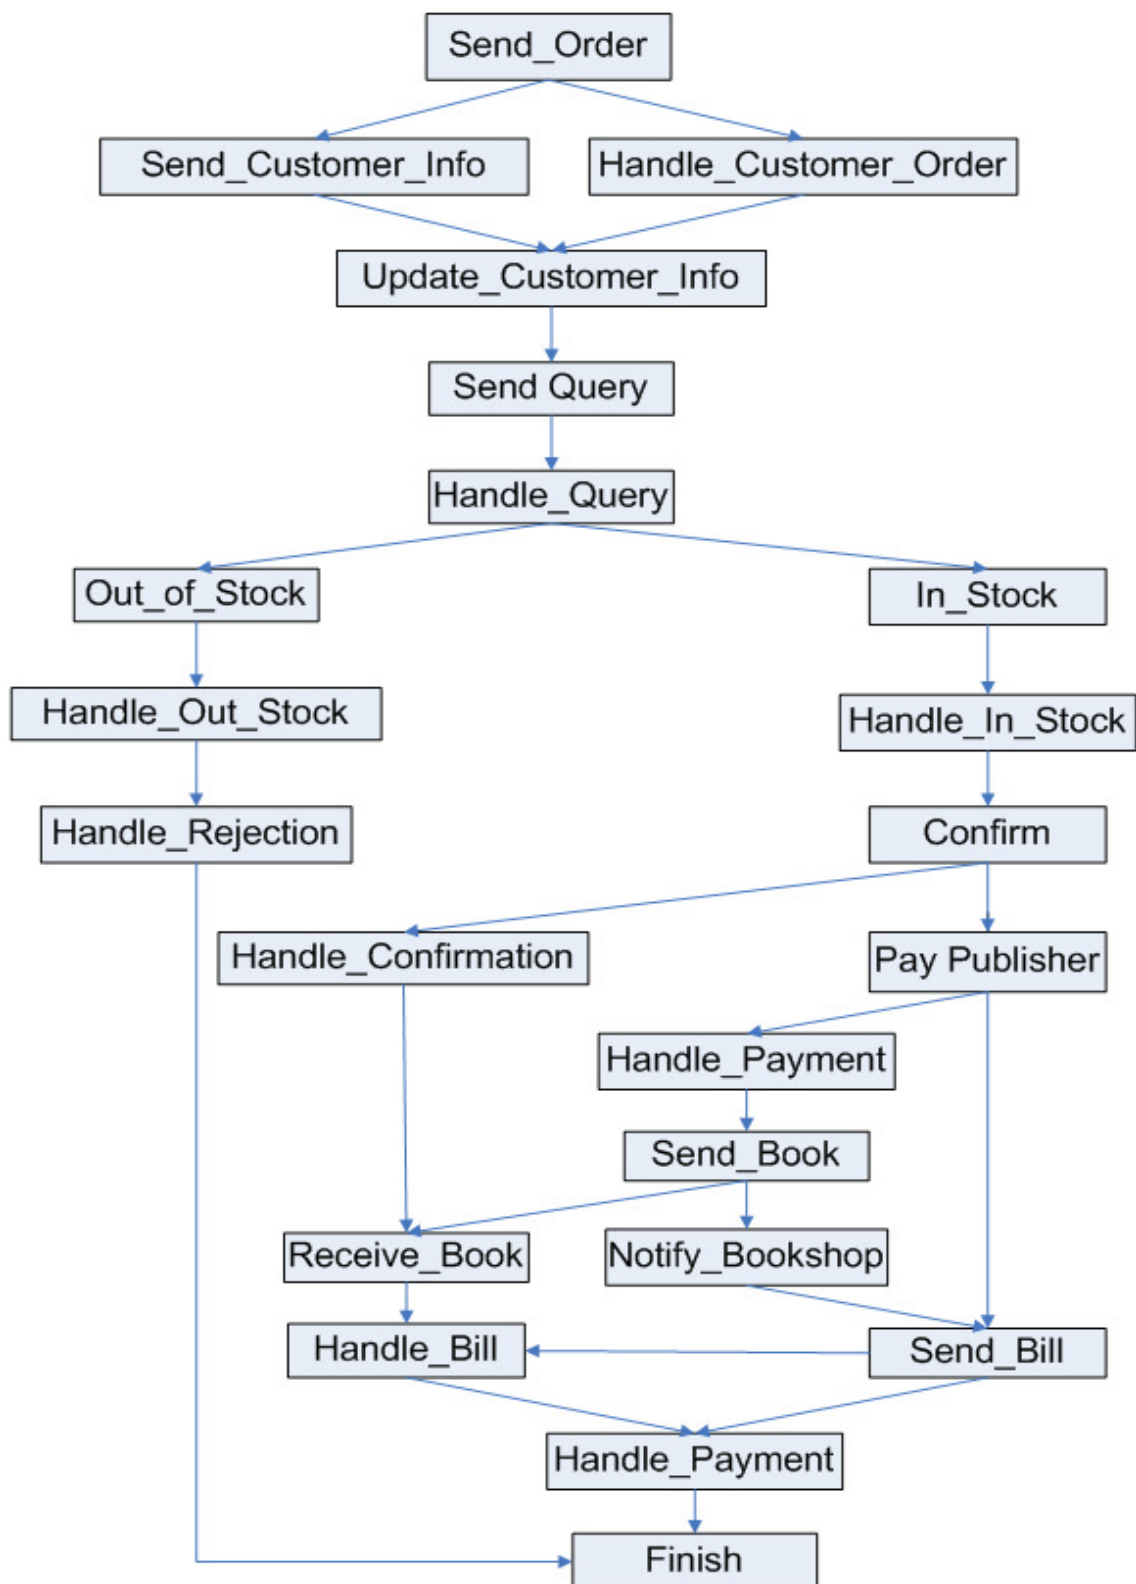 Send_Order
Send_Customer_Info
Handle_Customer_Order
Update_Customer_Info
Send Query
Handle_Query
Out_of_Stock
In_Stock
Handle_Out_Stock
Handle_In_Stock
Handle_Rejection
Confirm
Handle_Confirmation
Pay Publisher
Handle_Payment
Send_Book
Receive_Book
Notify_Bookshop
Handle_Bill
Send_Bill
Handle_Payment
Finish